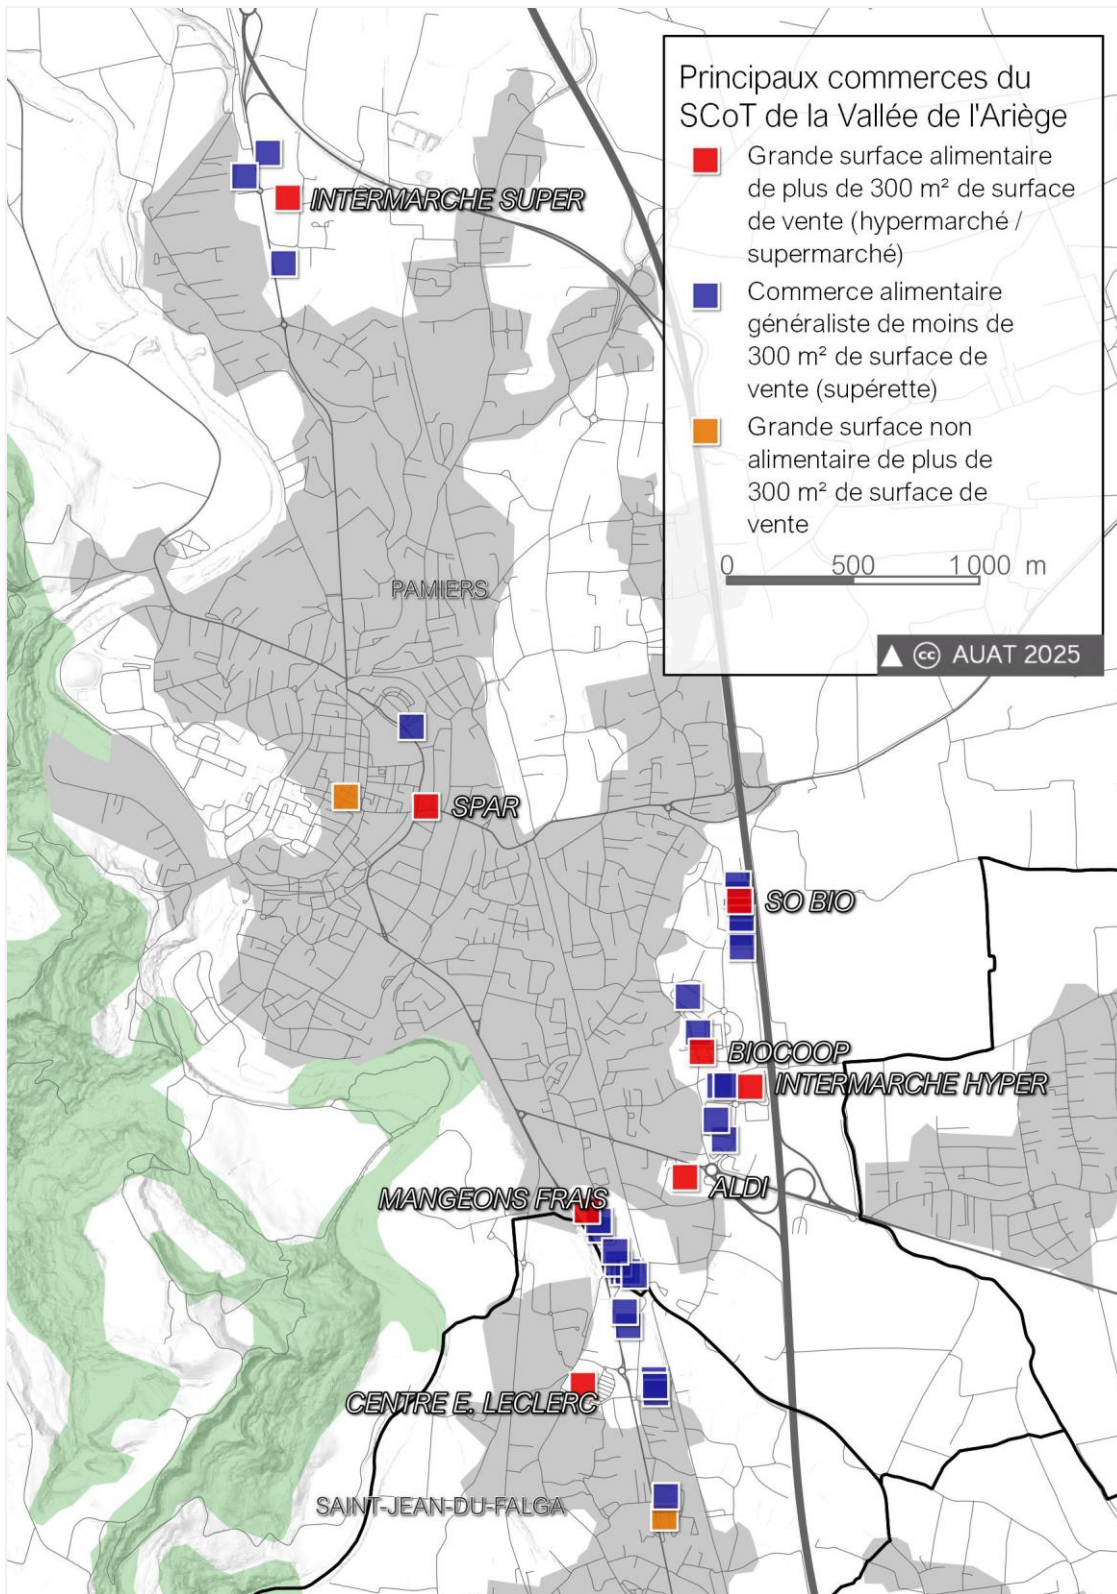 Principaux commerces du
SCoT de la Vallée de l'Ariège
Grande surface alimentaire
de plus de 300 m² de surface
de vente (hypermarché /
supermarché)
Commerce alimentaire
généraliste de moins de
300 m² de surface de
vente (supérette)
Grande surface non
alimentaire de plus de
300 m² de surface de
vente
0 500 1 000 m
cc AUAT 2025
INTERMARCHE SUPER
PAMIERS
SPAR
SO BIO
BIOCOOP
INTERMARCHE HYPER
ALDI
MANGEONS FRAIS
CENTRE E. LECLERC
SAINT-JEAN-DU-FALGA